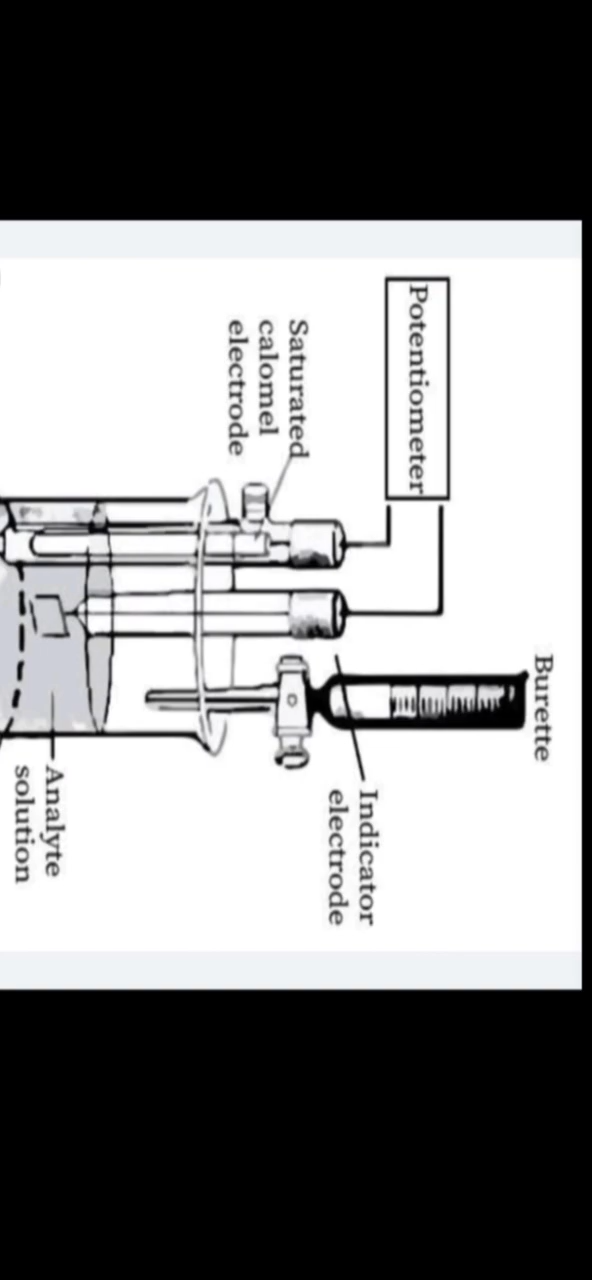 Burette
Potentiometer
Indicator
electrode
Saturated
calomel
electrode
Analyte
solution